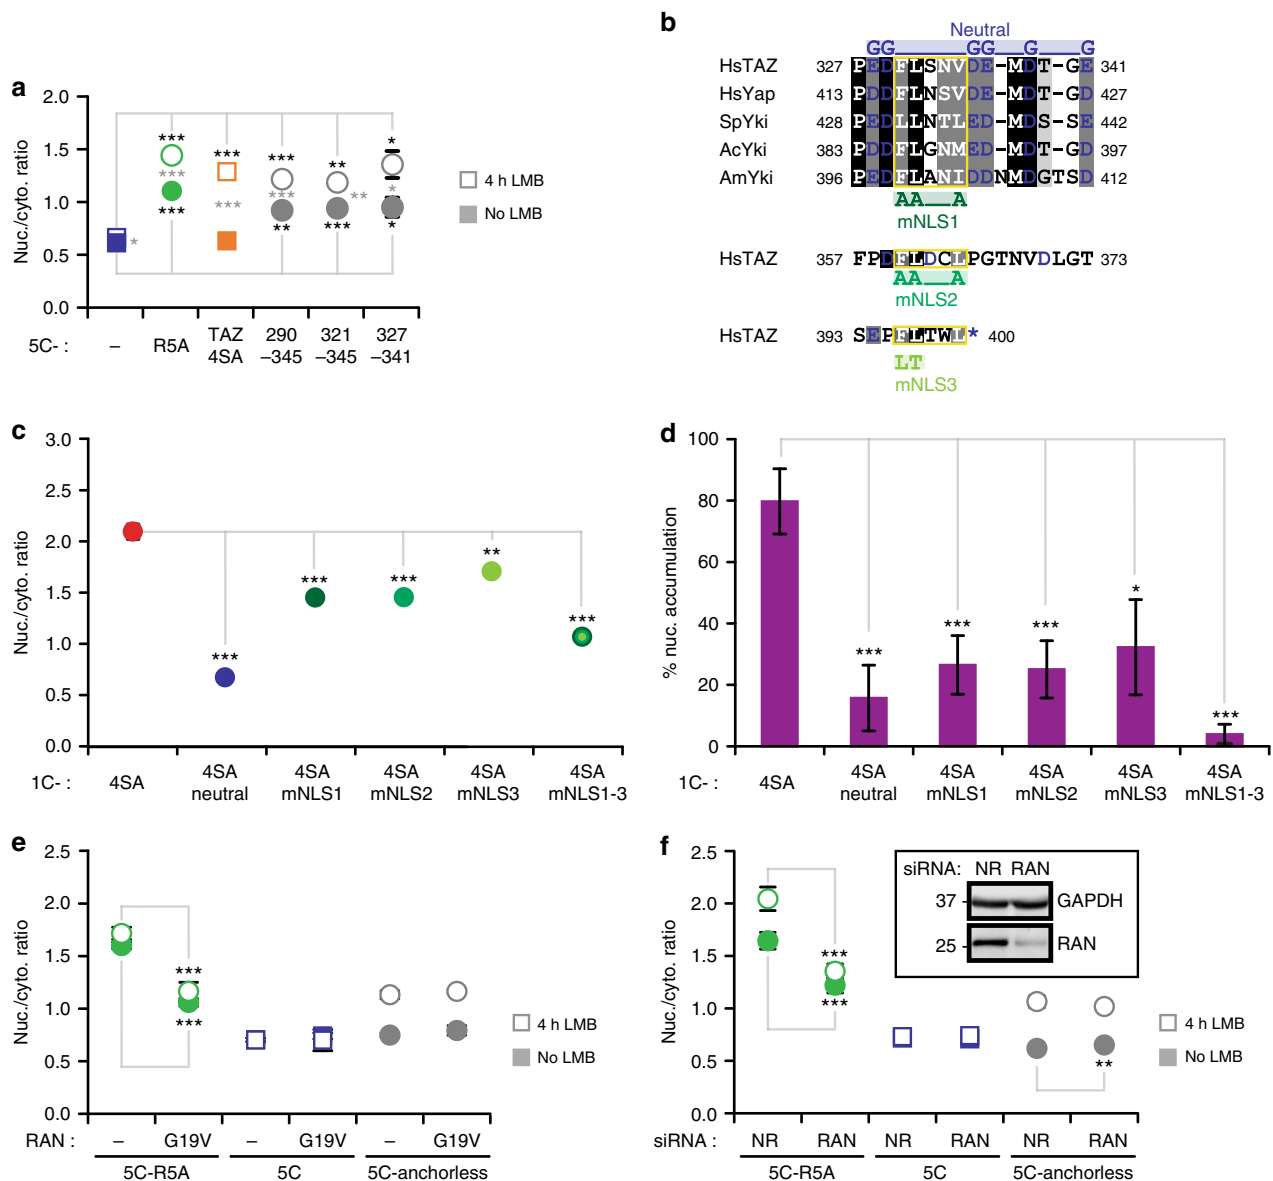 a
2.0
1.5
1.0
0.5
0.0
Nuc./cyto. ratio
***
***
***
***
***
***
***
**
**
**
***
*
*
*
*
4 h LMB
No LMB
5C- :
–
R5A
TAZ 4SA
290 –345
321 –345
327 –341
b
Neutral
GG GG G G
HsTAZ 327 PEDFLSNVDE–MDT–GE 341
HsYap 413 PDDFLNSVDE–MDT–GD 427
SpYki 428 PEDLLNTLED–MDS–SE 442
AcYki 383 PDDFLGNMED–MDT–GD 397
AmYki 396 PEDFLANIDDNMDGTSD 412
AA__A
mNLS1
HsTAZ 357 FPDFLDCLPGTNVDLGT 373
AA__A
mNLS2
HsTAZ 393 SEPFLTWL* 400
LT
mNLS3
c
3.0
2.5
2.0
1.5
1.0
0.5
0.0
Nuc./cyto. ratio
***
***
***
**
***
1C- :
4SA
4SA neutral
4SA mNLS1
4SA mNLS2
4SA mNLS3
4SA mNLS1-3
d
100
80
60
40
20
0
% nuc. accumulation
***
***
***
*
***
1C- :
4SA
4SA neutral
4SA mNLS1
4SA mNLS2
4SA mNLS3
4SA mNLS1-3
e
2.5
2.0
1.5
1.0
0.5
0.0
Nuc./cyto. ratio
***
***
4 h LMB
No LMB
RAN : – G19V – G19V – G19V
5C-R5A 5C 5C-anchorless
f
2.5
2.0
1.5
1.0
0.5
0.0
Nuc./cyto. ratio
***
***
**
siRNA: NR RAN
37 GAPDH
25 RAN
4 h LMB
No LMB
siRNA : NR RAN NR RAN NR RAN
5C-R5A 5C 5C-anchorless